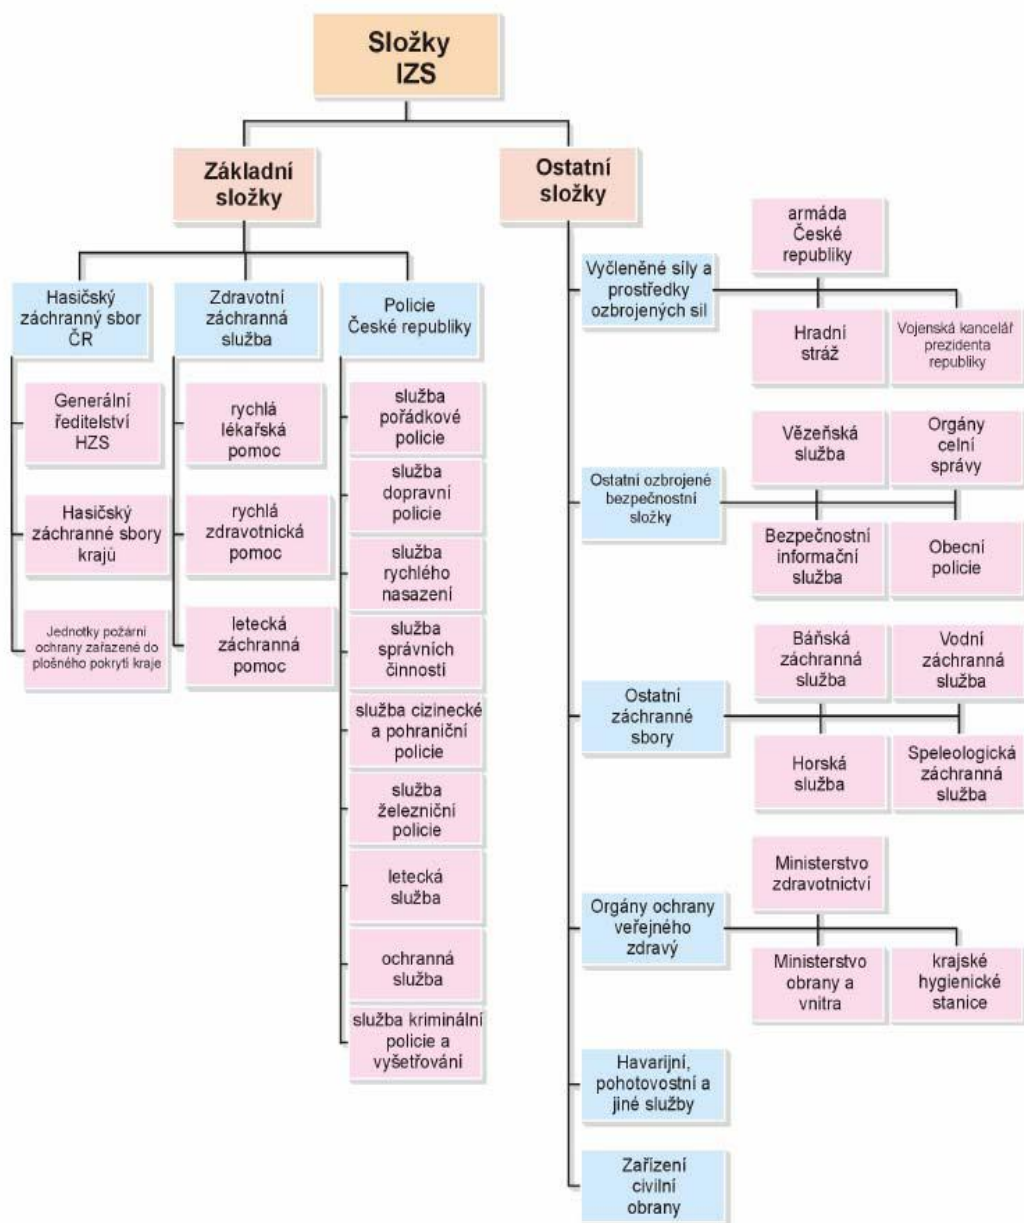 Složky
IZS
Základní
složky
Ostatní
složky
Hasičský
záchranný sbor
ČR
Generální
ředitelství
HZS
Hasičský
záchranné sbory
krajů
Jednotky požární
ochrany zařazené do
plošného pokrytí kraje
Zdravotní
záchranná
služba
rychlá
lékařská
pomoc
rychlá
zdravotnická
pomoc
letecká
záchranná
pomoc
Policie
České republiky
služba
pořádkové
policie
služba
dopravní
policie
služba
rychlého
nasazení
služba
správních
činností
služba cizinecké
a pohraniční
policie
služba
železniční
policie
letecká
služba
ochranná
služba
služba kriminální
policie a
vyšetřování
Vyčleněné síly a
prostředky
ozbrojených sil
armáda
České
republiky
Hradní
stráž
Vojenská kancelář
prezidenta
republiky
Ostatní ozbrojené
bezpečnostní
složky
Vězeňská
služba
Orgány
celní
správy
Bezpečnostní
informační
služba
Obecní
policie
Ostatní
záchranné
sbory
Báňská
záchranná
služba
Vodní
záchranná
služba
Horská
služba
Speleologická
záchranná
služba
Orgány ochrany
veřejného
zdravý
Ministerstvo
zdravotnictví
Ministerstvo
obrany a
vnitra
krajské
hygienické
stanice
Havarijní,
pohotovostní a
jiné služby
Zařízení
civilní
obrany